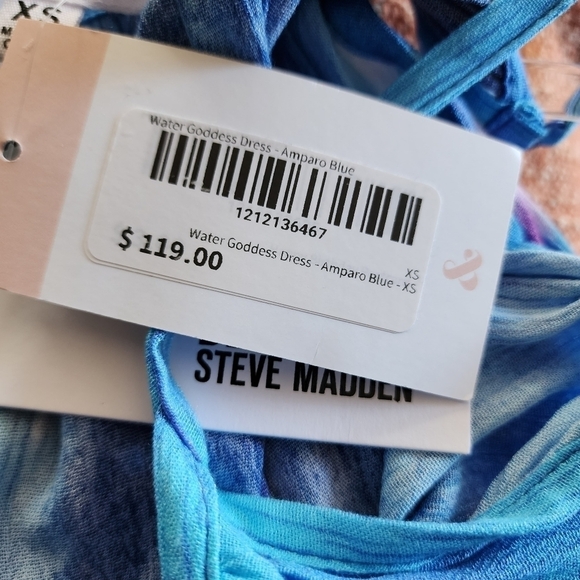 XS
Water Goddess Dress - Amparo Blue
1212136467
Water Goddess Dress - Amparo Blue - XS
XS
$ 119.00
STEVE MADDEN